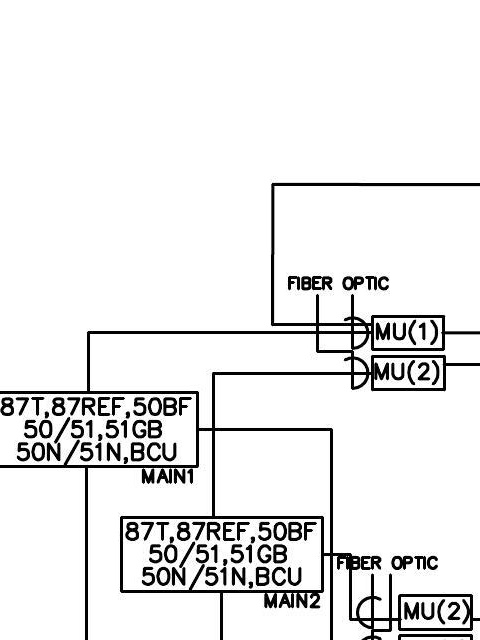 FIBER OPTIC
MU(1)
MU(2)
87T,87REF,50BF
50/51,51GB
50N/51N,BCU
MAIN1
87T,87REF,50BF
50/51,51GB
50N/51N,BCU
MAIN2
FIBER OPTIC
MU(2)